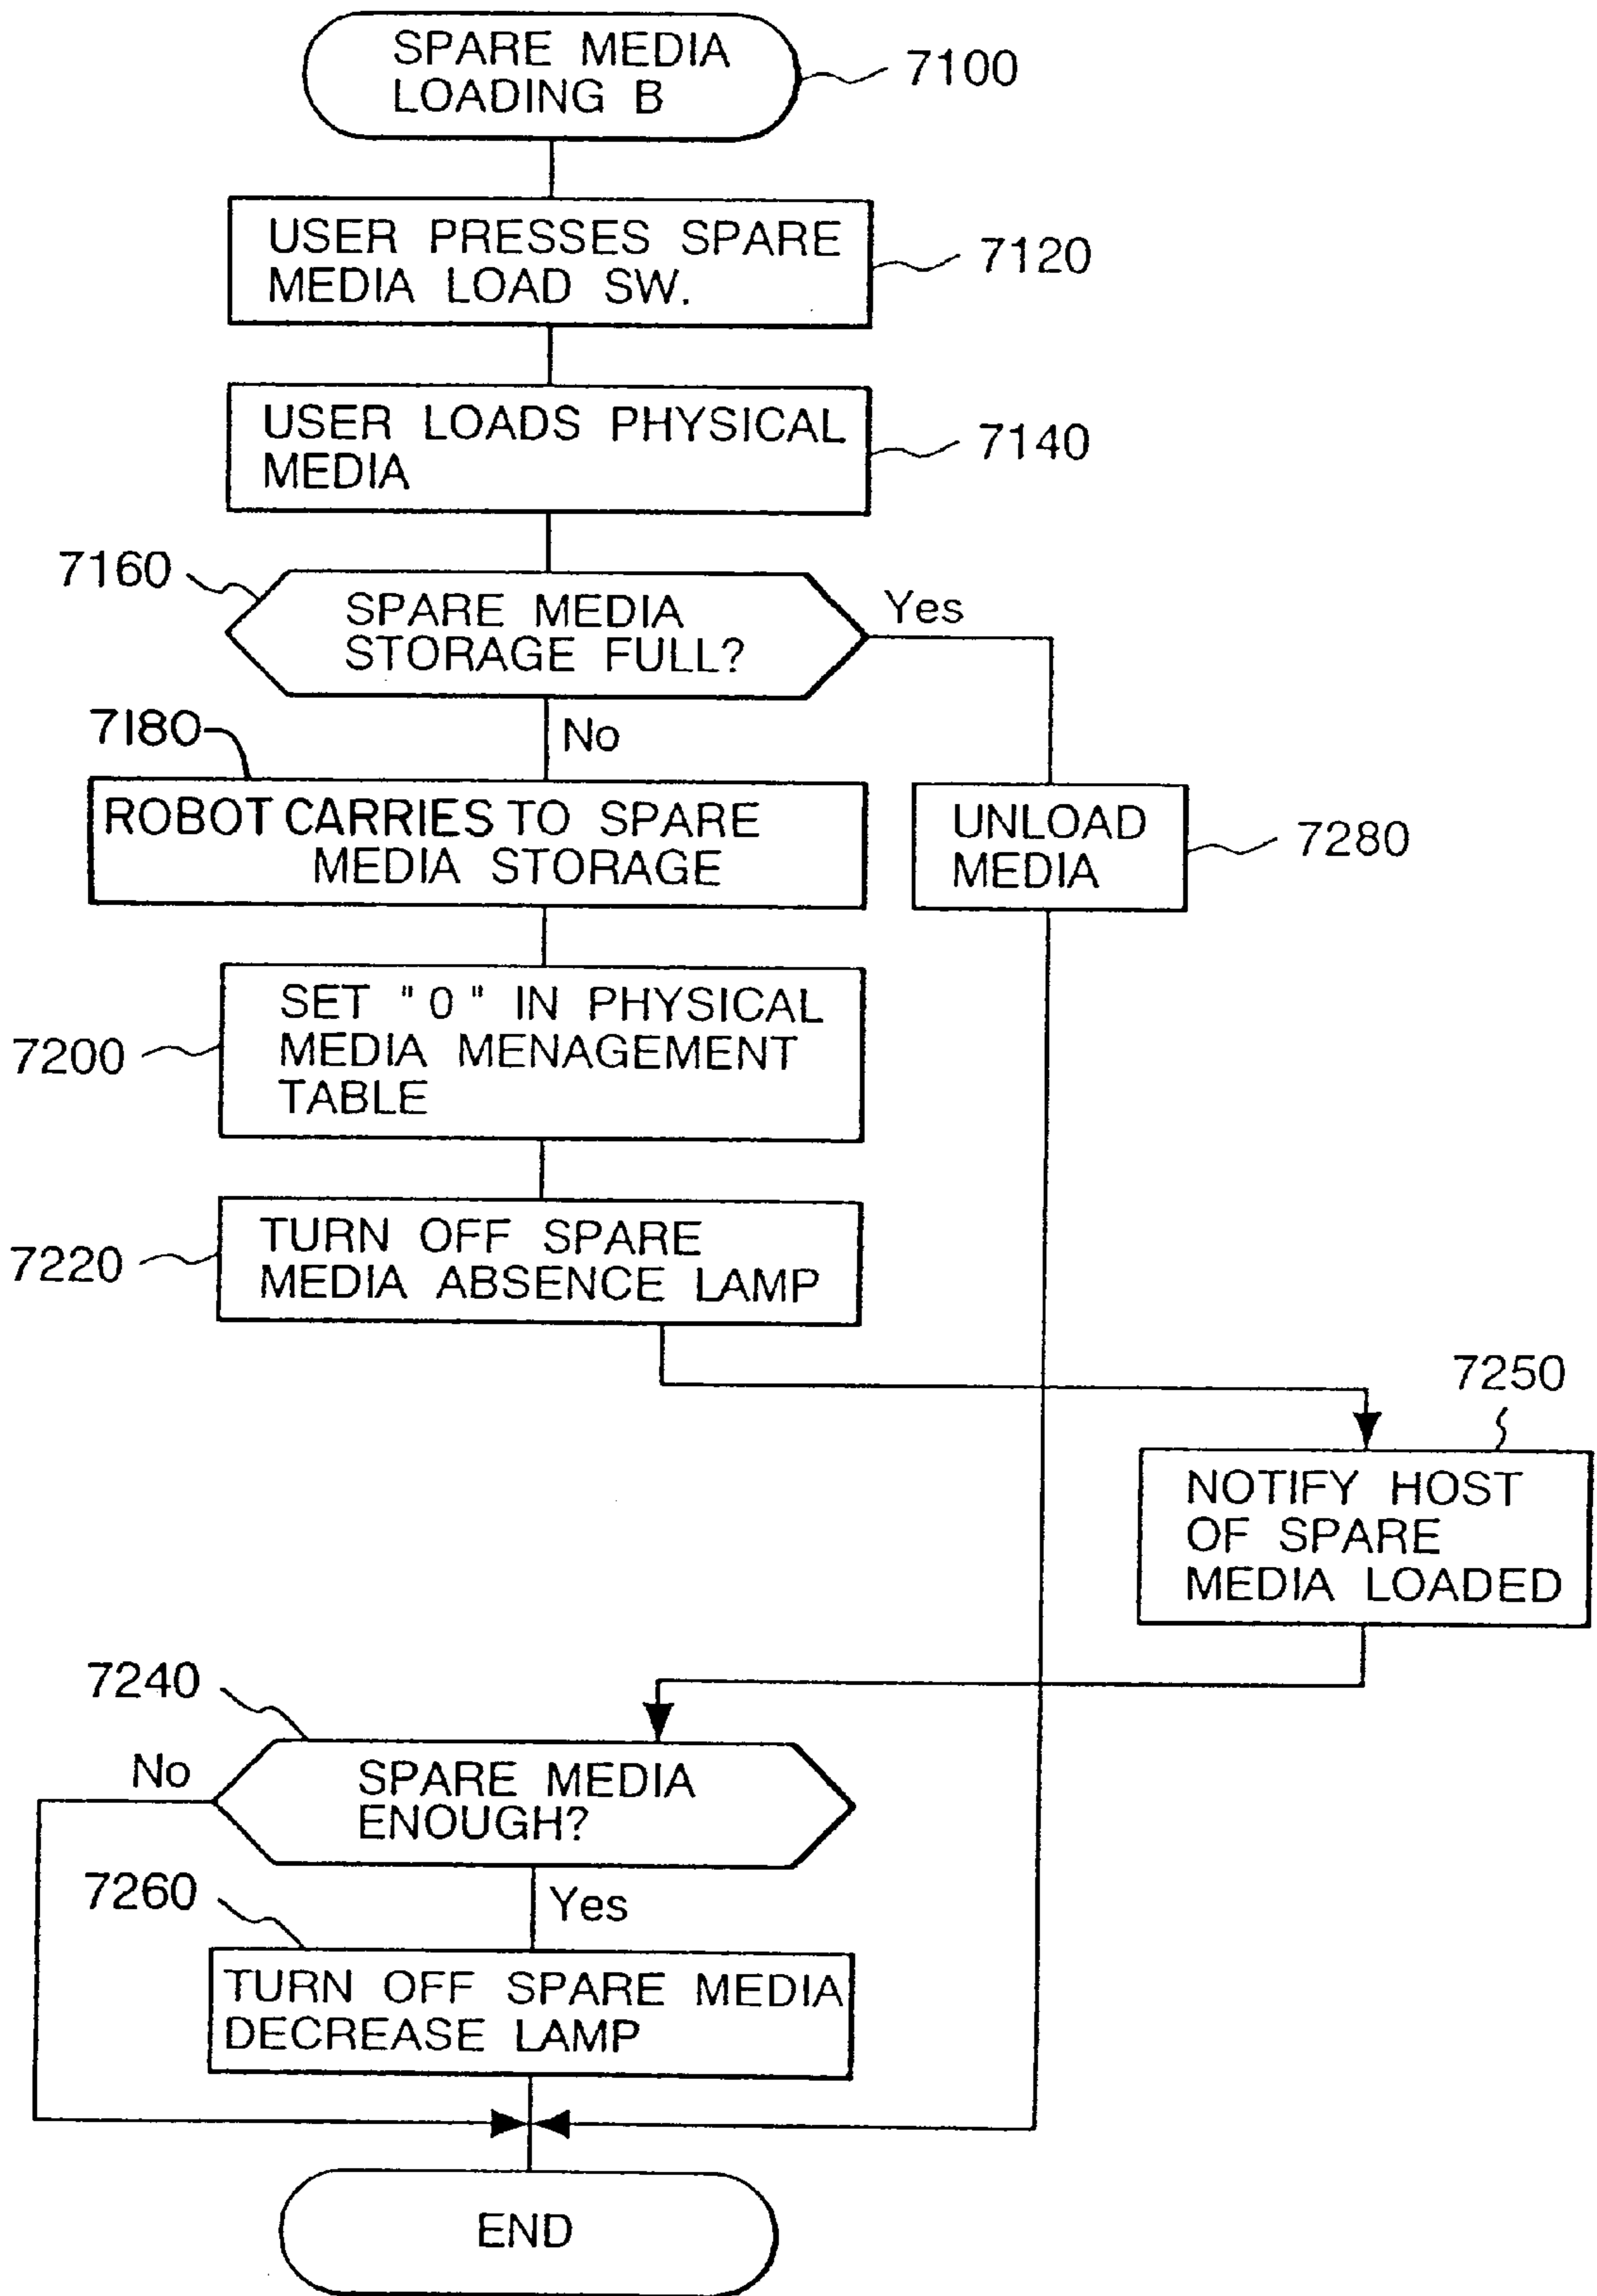 SPARE MEDIA
LOADING B
7100
USER PRESSES SPARE
MEDIA LOAD SW.
7120
USER LOADS PHYSICAL
MEDIA
7140
7160
SPARE MEDIA
STORAGE FULL?
Yes
No
7180
ROBOT CARRIES TO SPARE
MEDIA STORAGE
UNLOAD
MEDIA
7280
SET "0" IN PHYSICAL
MEDIA MENAGEMENT
TABLE
7200
TURN OFF SPARE
MEDIA ABSENCE LAMP
7220
7250
NOTIFY HOST
OF SPARE
MEDIA LOADED
7240
No
SPARE MEDIA
ENOUGH?
7260
Yes
TURN OFF SPARE MEDIA
DECREASE LAMP
END